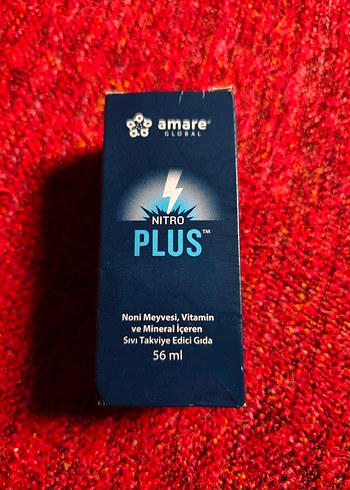 amare®
GLOBAL
NITRO
PLUS™
Noni Meyvesi, Vitamin
ve Mineral İçeren
Sıvı Takviye Edici Gıda
56 ml